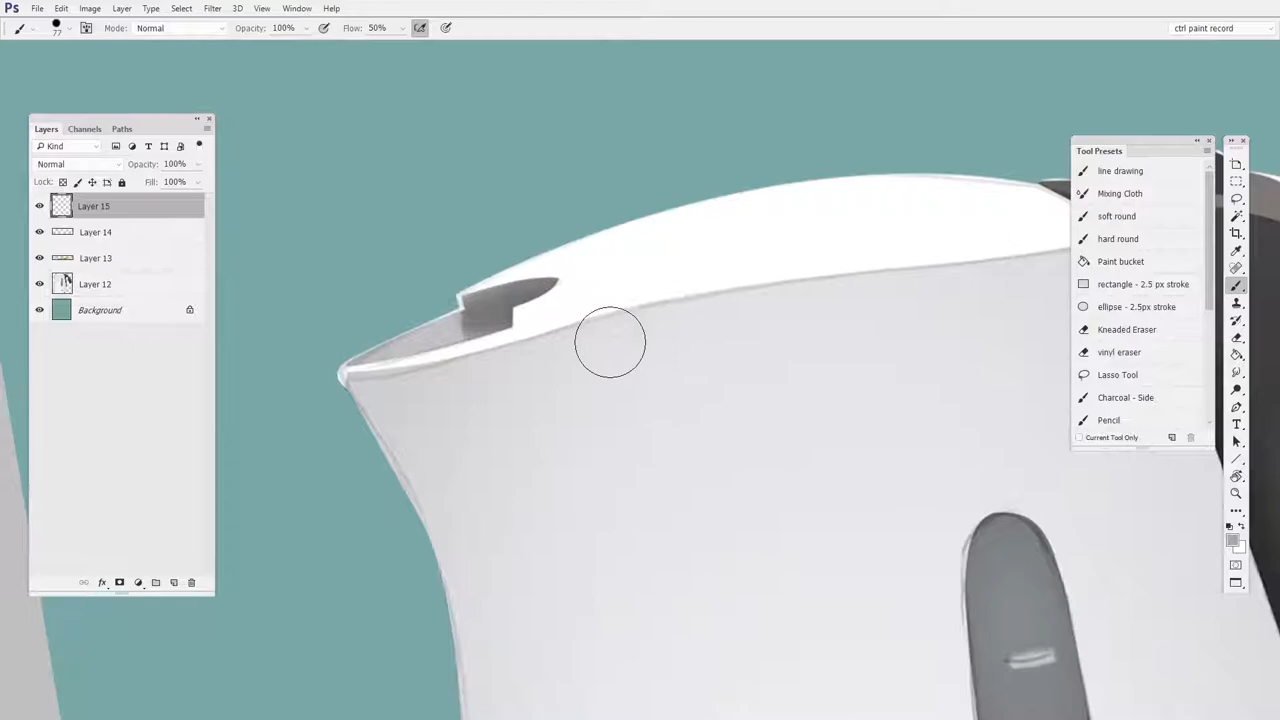 Ps File Edit Image Layer Type Select Filter 3D View Window Help
77 Mode: Normal Opacity: 100% Flow: 50% ctrl paint record
Layers Channels Paths
Kind
Normal Opacity: 100%
Lock: Fill: 100%
Layer 15
Layer 14
Layer 13
Layer 12
Background
fx
Tool Presets
line drawing
Mixing Cloth
soft round
hard round
Paint bucket
rectangle - 2.5 px stroke
ellipse - 2.5px stroke
Kneaded Eraser
vinyl eraser
Lasso Tool
Charcoal - Side
Pencil
Current Tool Only